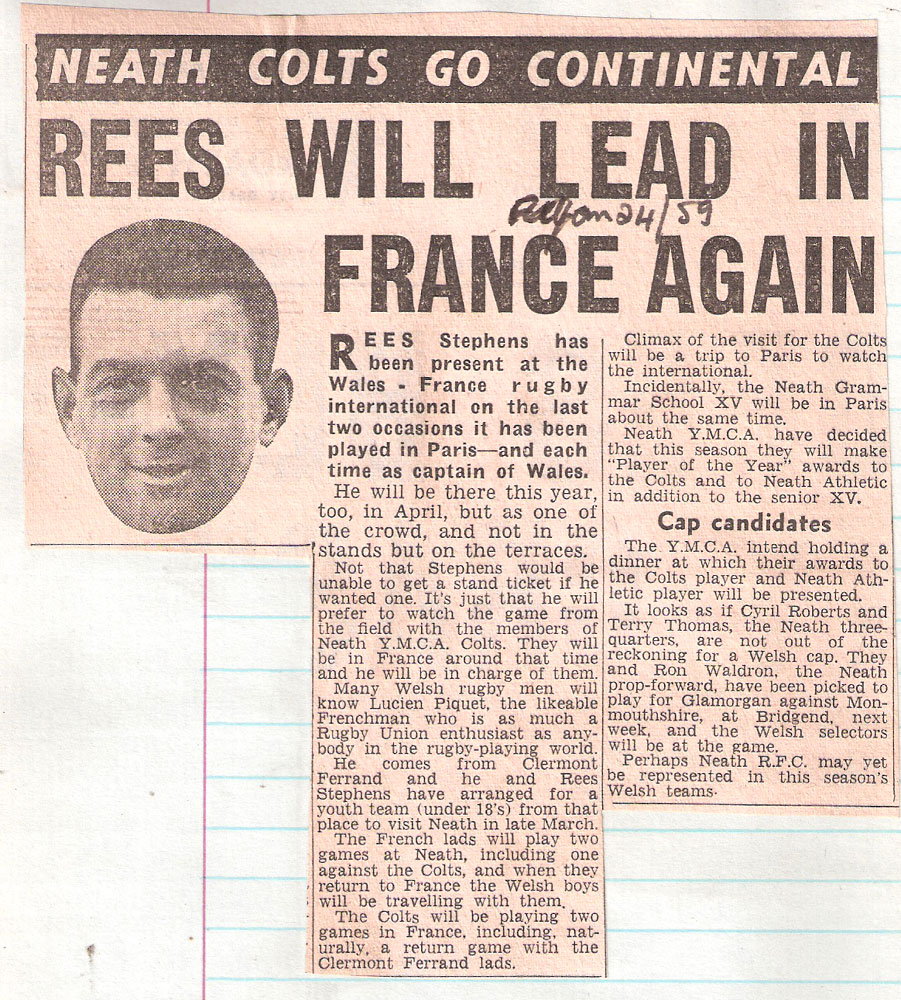 NEATH COLTS GO CONTINENTAL
REES WILL LEAD IN
FRANCE AGAIN
Jan 24/59
REES Stephens has
been present at the
Wales - France rugby
international on the last
two occasions it has been
played in Paris—and each
time as captain of Wales.
He will be there this year,
too, in April, but as one of
the crowd, and not in the
stands but on the terraces.
Not that Stephens would be
unable to get a stand ticket if he
wanted one. It's just that he will
prefer to watch the game from
the field with the members of
Neath Y.M.C.A. Colts. They will
be in France around that time
and he will be in charge of them.
Many Welsh rugby men will
know Lucien Piquet, the likeable
Frenchman who is as much a
Rugby Union enthusiast as any-
body in the rugby-playing world.
He comes from Clermont
Ferrand and he and Rees
Stephens have arranged for a
youth team (under 18's) from that
place to visit Neath in late March.
The French lads will play two
games at Neath, including one
against the Colts, and when they
return to France the Welsh boys
will be travelling with them.
The Colts will be playing two
games in France, including, nat-
urally, a return game with the
Clermont Ferrand lads.
Climax of the visit for the Colts
will be a trip to Paris to watch
the international.
Incidentally, the Neath Gram-
mar School XV will be in Paris
about the same time.
Neath Y.M.C.A. have decided
that this season they will make
"Player of the Year" awards to
the Colts and to Neath Athletic
in addition to the senior XV.
Cap candidates
The Y.M.C.A. intend holding a
dinner at which their awards to
the Colts player and Neath Ath-
letic player will be presented.
It looks as if Cyril Roberts and
Terry Thomas, the Neath three-
quarters, are not out of the
reckoning for a Welsh cap. They
and Ron Waldron, the Neath
prop-forward, have been picked to
play for Glamorgan against Mon-
mouthshire, at Bridgend, next
week, and the Welsh selectors
will be at the game.
Perhaps Neath R.F.C. may yet
be represented in this season's
Welsh teams.